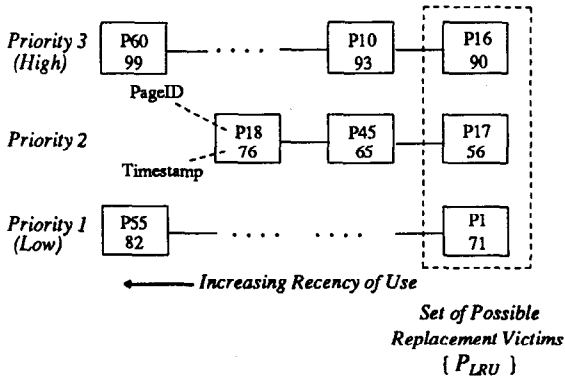 Priority 3
(High)
P60
99
P10
93
P16
90
PageID
Priority 2
P18
76
P45
65
P17
56
Timestamp
Priority 1
(Low)
P55
82
P1
71
Increasing Recency of Use
Set of Possible
Replacement Victims
{ P_LRU }